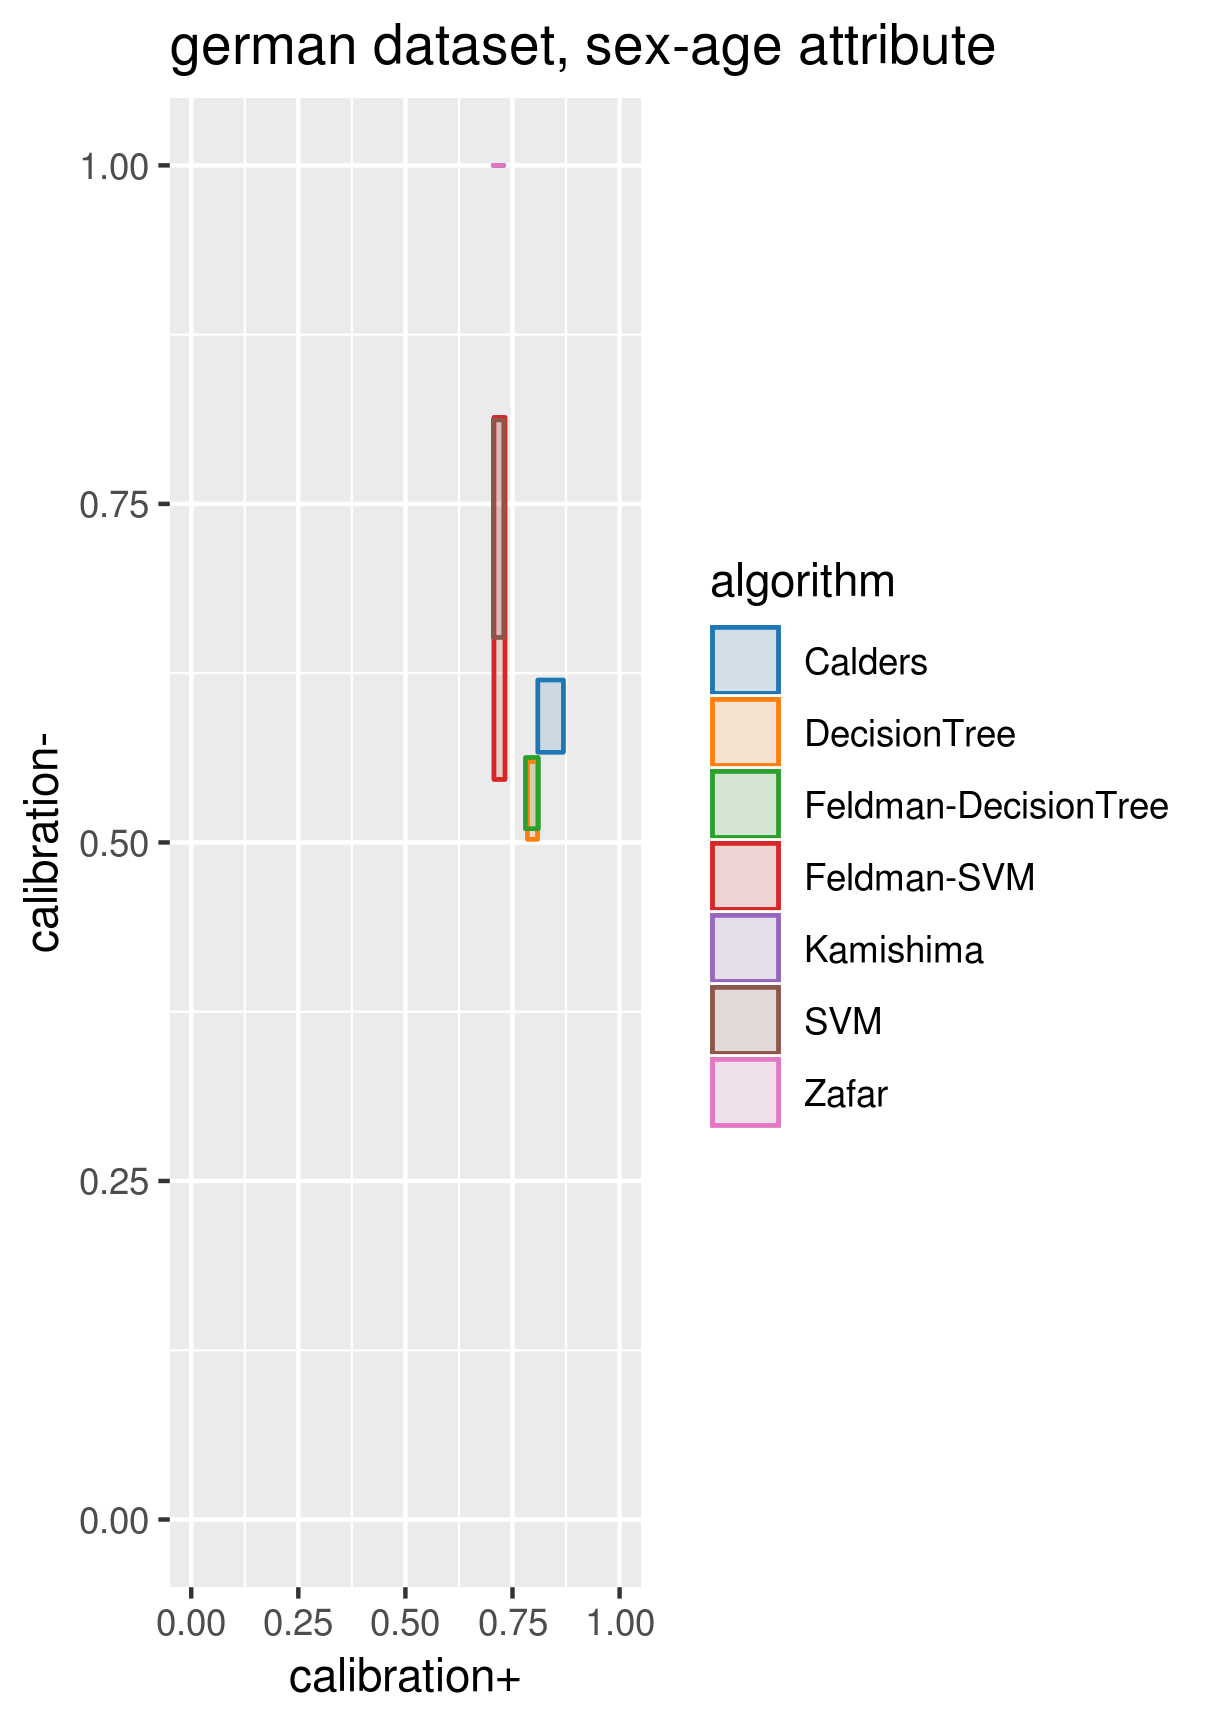 german dataset, sex-age attribute
1.00
0.75
0.50
0.25
0.00
calibration-
0.00 0.25 0.50 0.75 1.00
calibration+
algorithm
Calders
DecisionTree
Feldman-DecisionTree
Feldman-SVM
Kamishima
SVM
Zafar